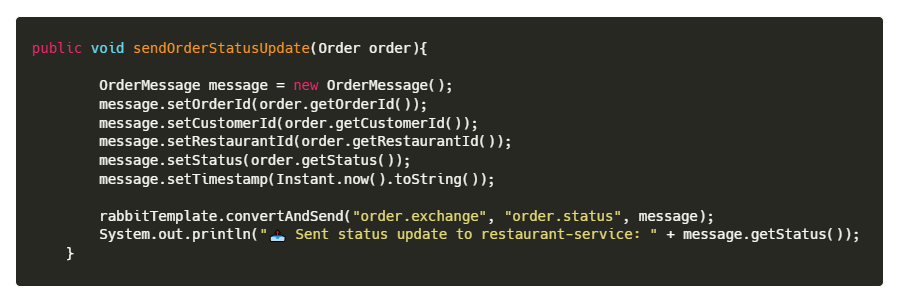 public void sendOrderStatusUpdate(Order order){
OrderMessage message = new OrderMessage();
message.setOrderId(order.getOrderId());
message.setCustomerId(order.getCustomerId());
message.setRestaurantId(order.getRestaurantId());
message.setStatus(order.getStatus());
message.setTimestamp(Instant.now().toString());
rabbitTemplate.convertAndSend("order.exchange", "order.status", message);
System.out.println("📤 Sent status update to restaurant-service: " + message.getStatus());
}